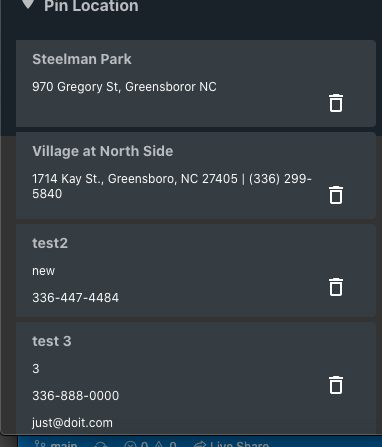 Pin Location
Steelman Park
970 Gregory St, Greensboror NC
Village at North Side
1714 Kay St., Greensboro, NC 27405 | (336) 299-
5840
test2
new
336-447-4484
test 3
3
336-888-0000
just@doit.com
main 0 0 Live Share